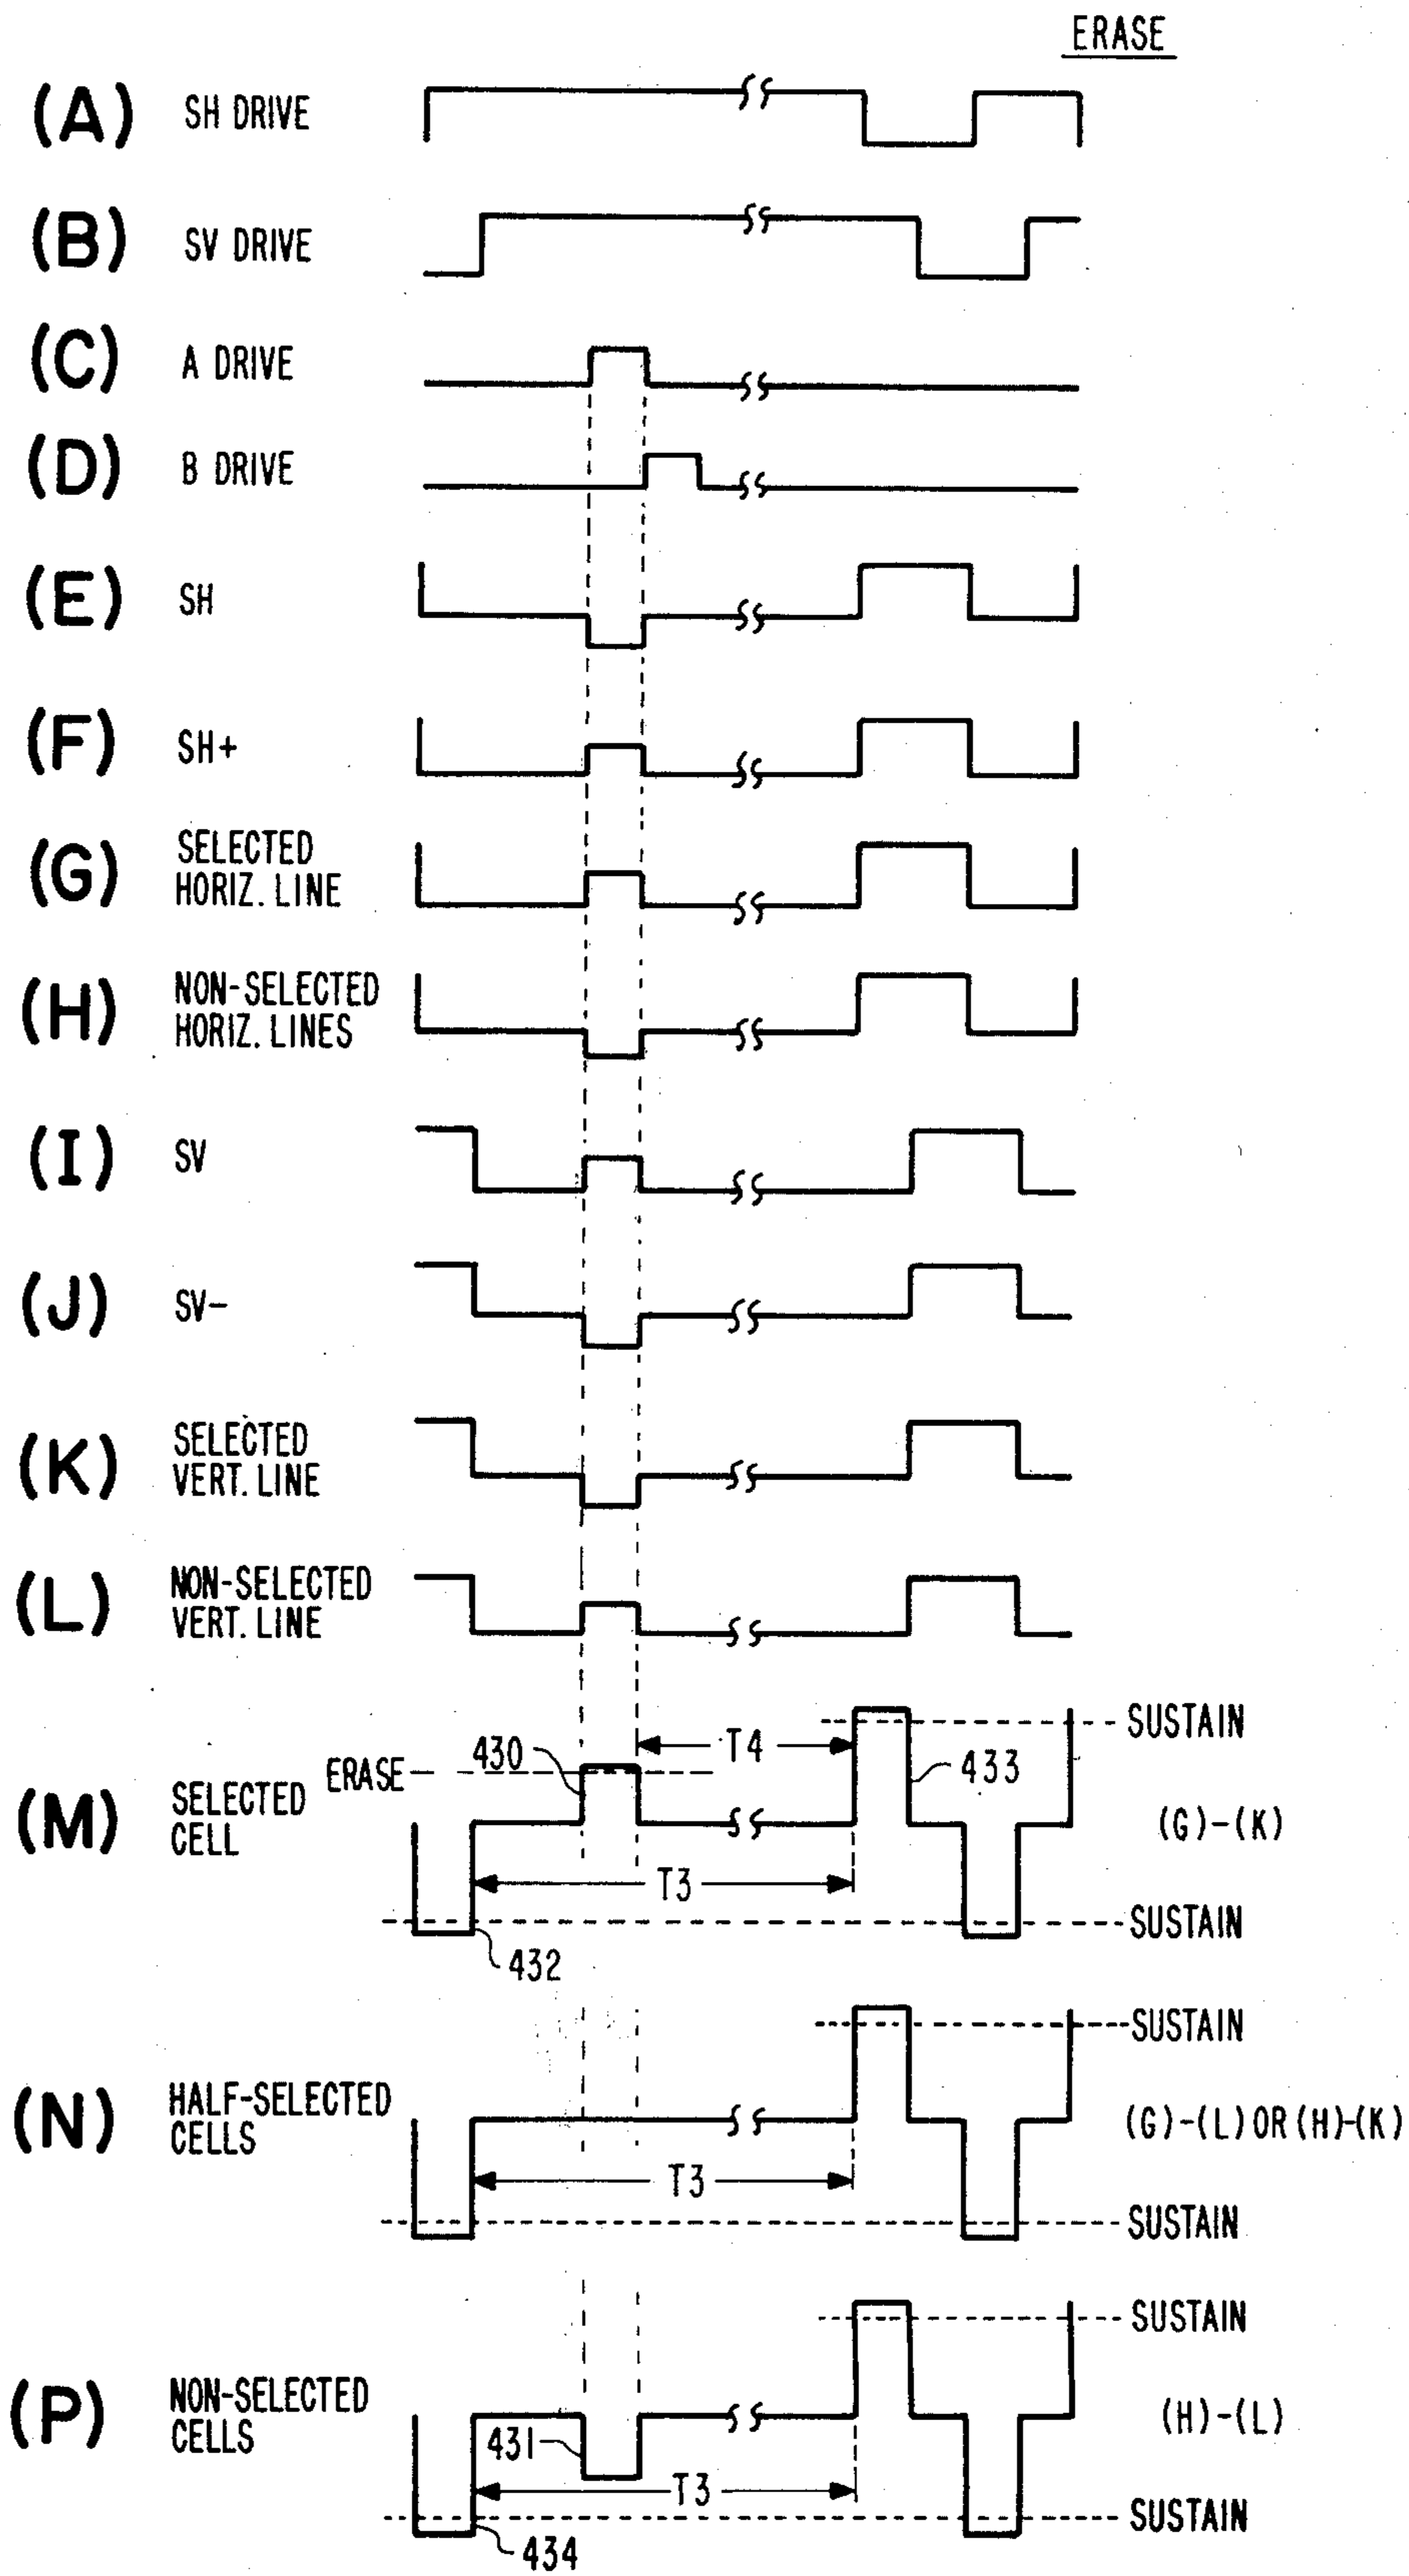 ERASE
(A) SH DRIVE
(B) SV DRIVE
(C) A DRIVE
(D) B DRIVE
(E) SH
(F) SH+
(G) SELECTED
HORIZ. LINE
(H) NON-SELECTED
HORIZ. LINES
(I) SV
(J) SV-
(K) SELECTED
VERT. LINE
(L) NON-SELECTED
VERT. LINE
SUSTAIN
T4
430
ERASE
433
(M) SELECTED
CELL
(G)-(K)
T3
SUSTAIN
432
SUSTAIN
(N) HALF-SELECTED
CELLS
(G)-(L) OR (H)-(K)
T3
SUSTAIN
SUSTAIN
(P) NON-SELECTED
CELLS
(H)-(L)
431
T3
SUSTAIN
434